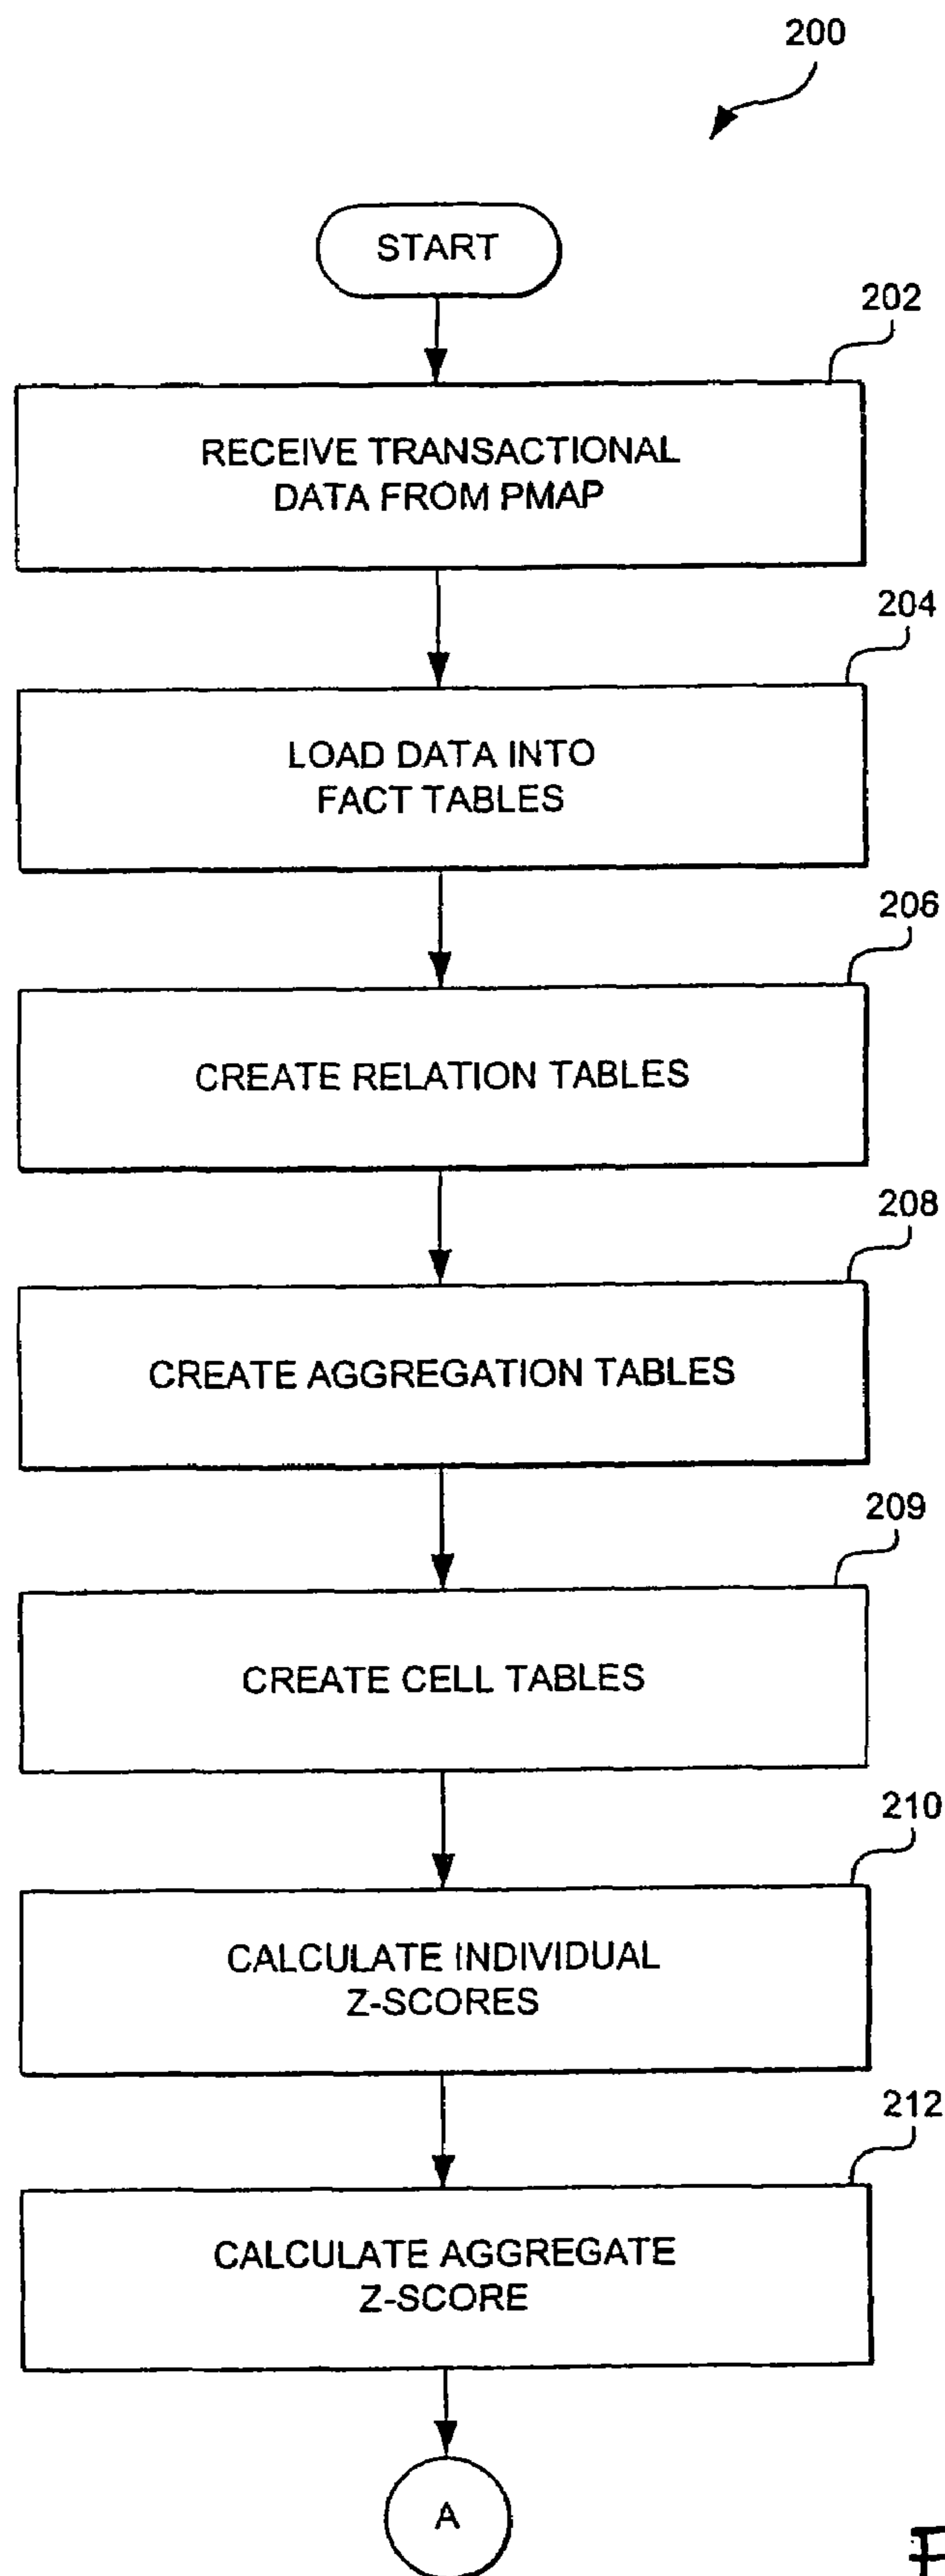 200
START
202
RECEIVE TRANSACTIONAL
DATA FROM PMAP
204
LOAD DATA INTO
FACT TABLES
206
CREATE RELATION TABLES
208
CREATE AGGREGATION TABLES
209
CREATE CELL TABLES
210
CALCULATE INDIVIDUAL
Z-SCORES
212
CALCULATE AGGREGATE
Z-SCORE
A